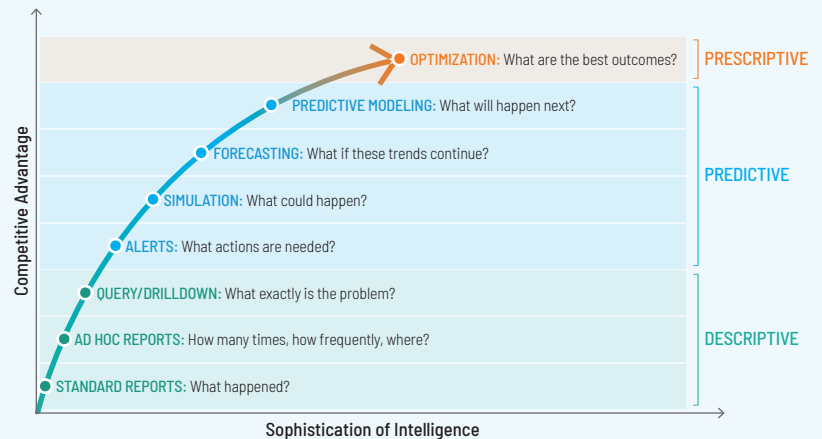 OPTIMIZATION: What are the best outcomes?
PRESCRIPTIVE
PREDICTIVE MODELING: What will happen next?
FORECASTING: What if these trends continue?
PREDICTIVE
SIMULATION: What could happen?
ALERTS: What actions are needed?
QUERY/DRILLDOWN: What exactly is the problem?
AD HOC REPORTS: How many times, how frequently, where?
DESCRIPTIVE
STANDARD REPORTS: What happened?
Competitive Advantage
Sophistication of Intelligence